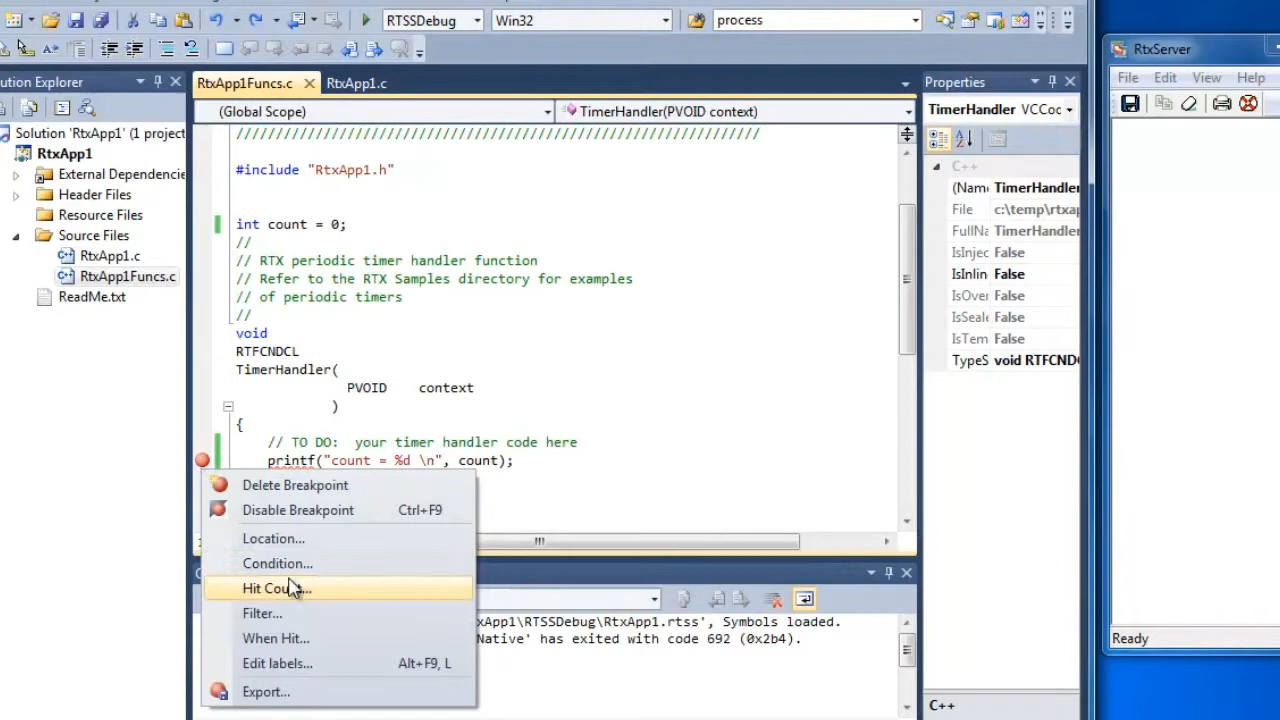 RTSSDebug
Win32
process
RtxServer
File Edit View Help
olution Explorer
RtxApp1Funcs.c
RtxApp1.c
Properties
(Global Scope)
TimerHandler(PVOID context)
TimerHandler VCCoc
Solution 'RtxApp1' (1 project
RtxApp1
External Dependencie
Header Files
Resource Files
Source Files
RtxApp1.c
RtxApp1Funcs.c
ReadMe.txt
//////////////////////////////////////////////////////////////////
#include "RtxApp1.h"
int count = 0;
//
// RTX periodic timer handler function
// Refer to the RTX Samples directory for examples
// of periodic timers
//
void
RTFCNDCL
TimerHandler(
PVOID context
)
{
// TO DO: your timer handler code here
printf("count = %d \n", count);
C++
(Name TimerHandler
File c:\temp\rtxap
FullNa TimerHandler
IsInjec False
IsInlin False
IsOver False
IsSeale False
IsTem False
TypeS void RTFCNDC
Delete Breakpoint
Disable Breakpoint Ctrl+F9
Location...
Condition...
Filter...
When Hit...
Edit labels... Alt+F9, L
Export...
xApp1\RTSSDebug\RtxApp1.rtss', Symbols loaded.
Native' has exited with code 692 (0x2b4).
C++
Ready